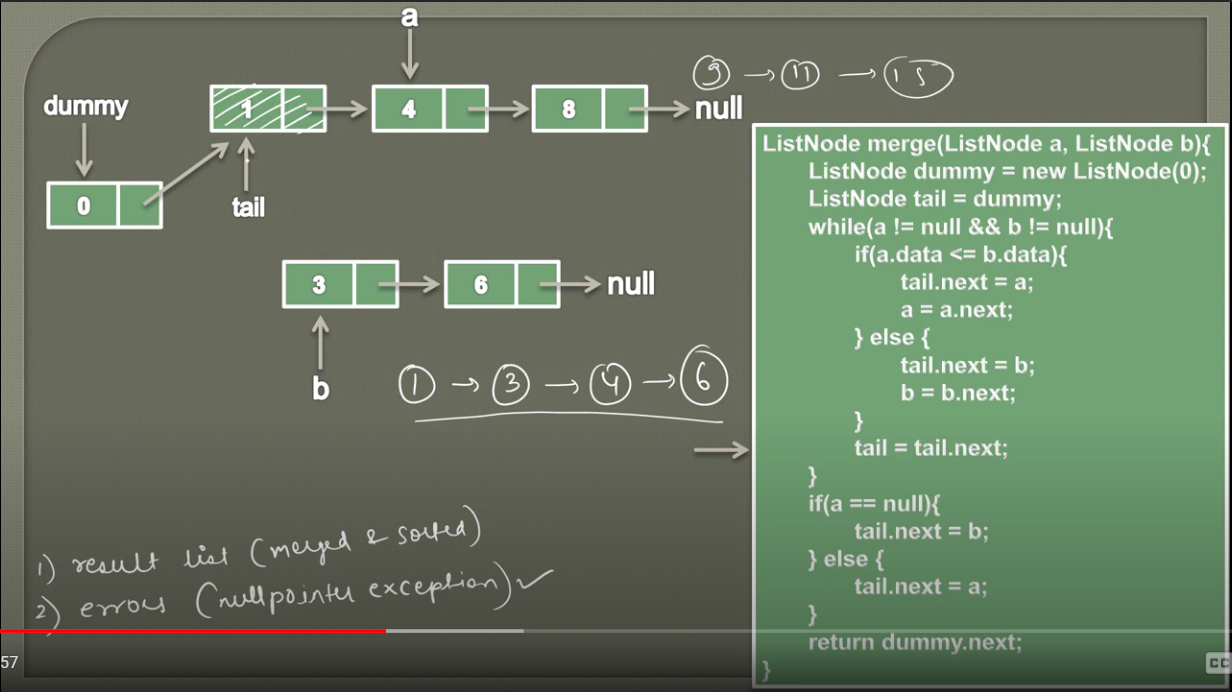 a
9 → 11 → 15
dummy
1 4 8 null
0
tail
3 6 null
b
1 → 3 → 4 → 6
1) result list (merged & sorted)
2) errors (nullpointer exception) ✓
57
ListNode merge(ListNode a, ListNode b){
ListNode dummy = new ListNode(0);
ListNode tail = dummy;
while(a != null && b != null){
if(a.data <= b.data){
tail.next = a;
a = a.next;
} else {
tail.next = b;
b = b.next;
}
tail = tail.next;
}
if(a == null){
tail.next = b;
} else {
tail.next = a;
}
return dummy.next;
}
CC